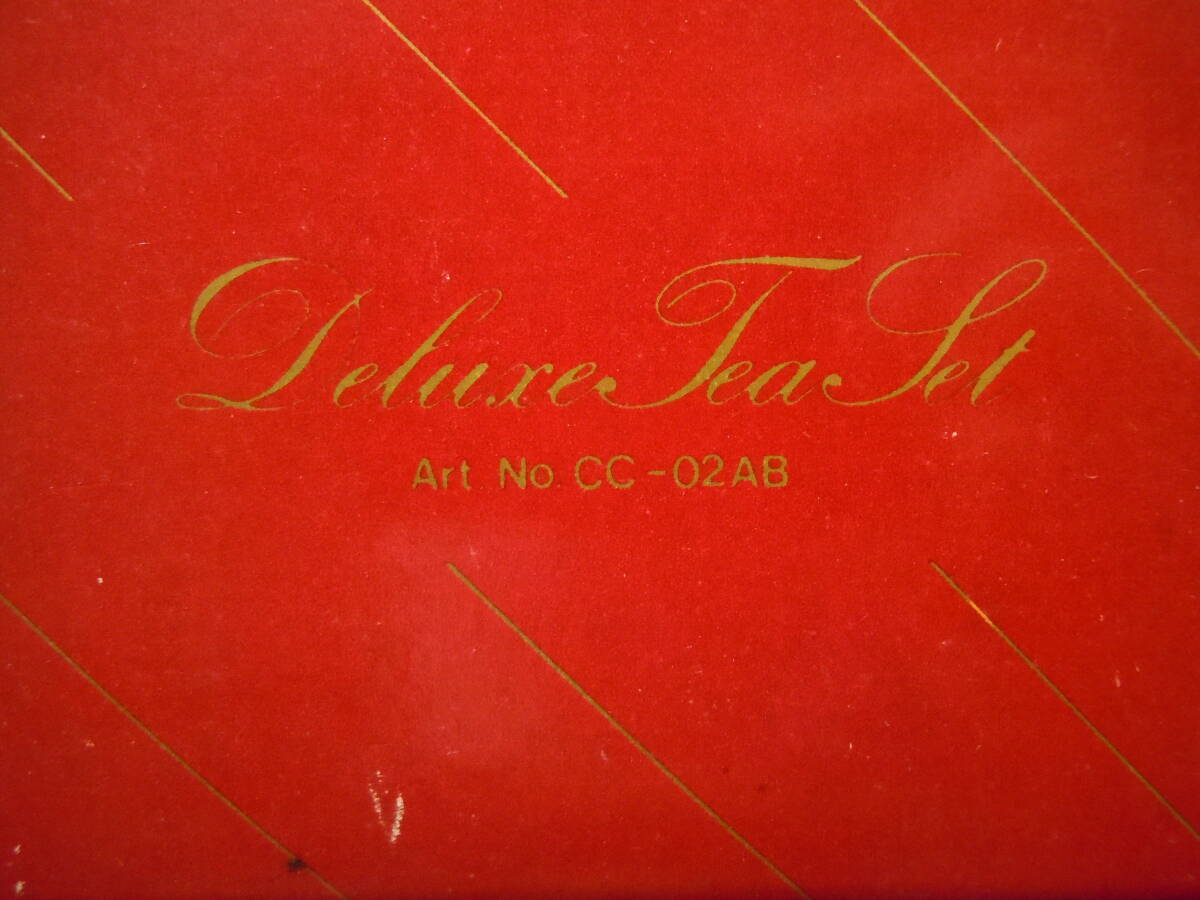 Deluxe Tea Set
Art No. CC-02AB